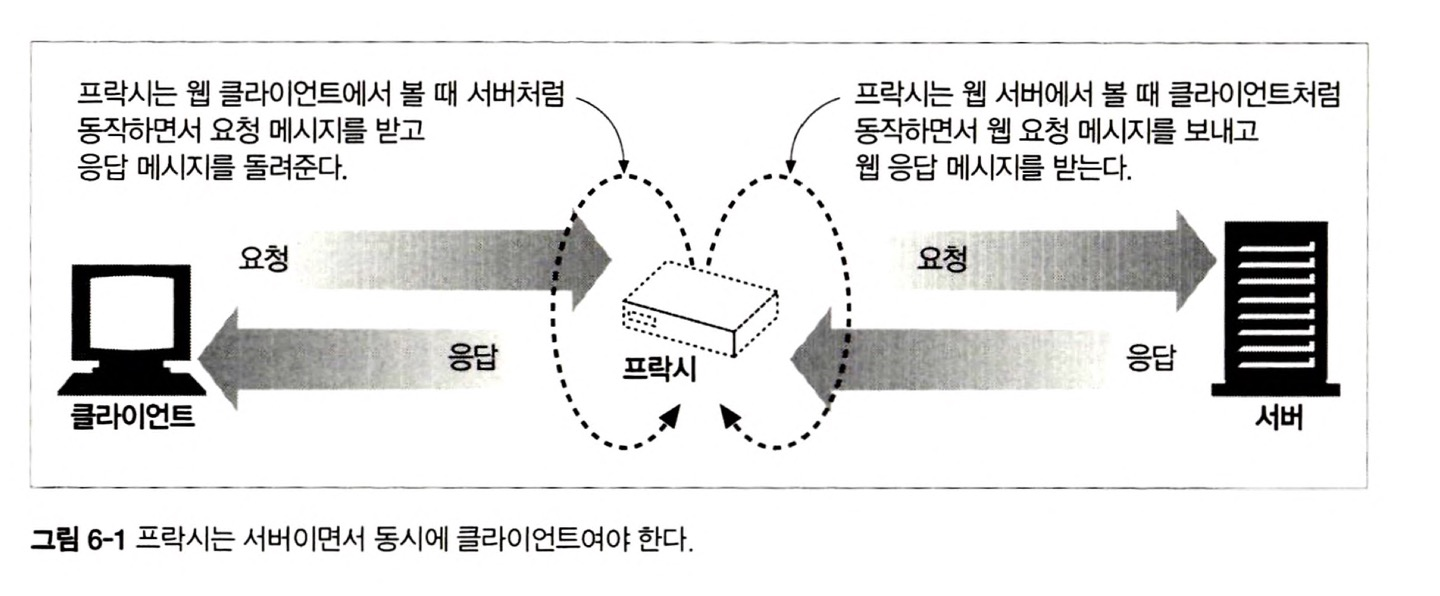 프락시는 웹 클라이언트에서 볼 때 서버처럼
동작하면서 요청 메시지를 받고
응답 메시지를 돌려준다.
프락시는 웹 서버에서 볼 때 클라이언트처럼
동작하면서 웹 요청 메시지를 보내고
웹 응답 메시지를 받는다.
요청
요청
응답
프락시
응답
클라이언트
서버
그림 6-1 프락시는 서버이면서 동시에 클라이언트여야 한다.